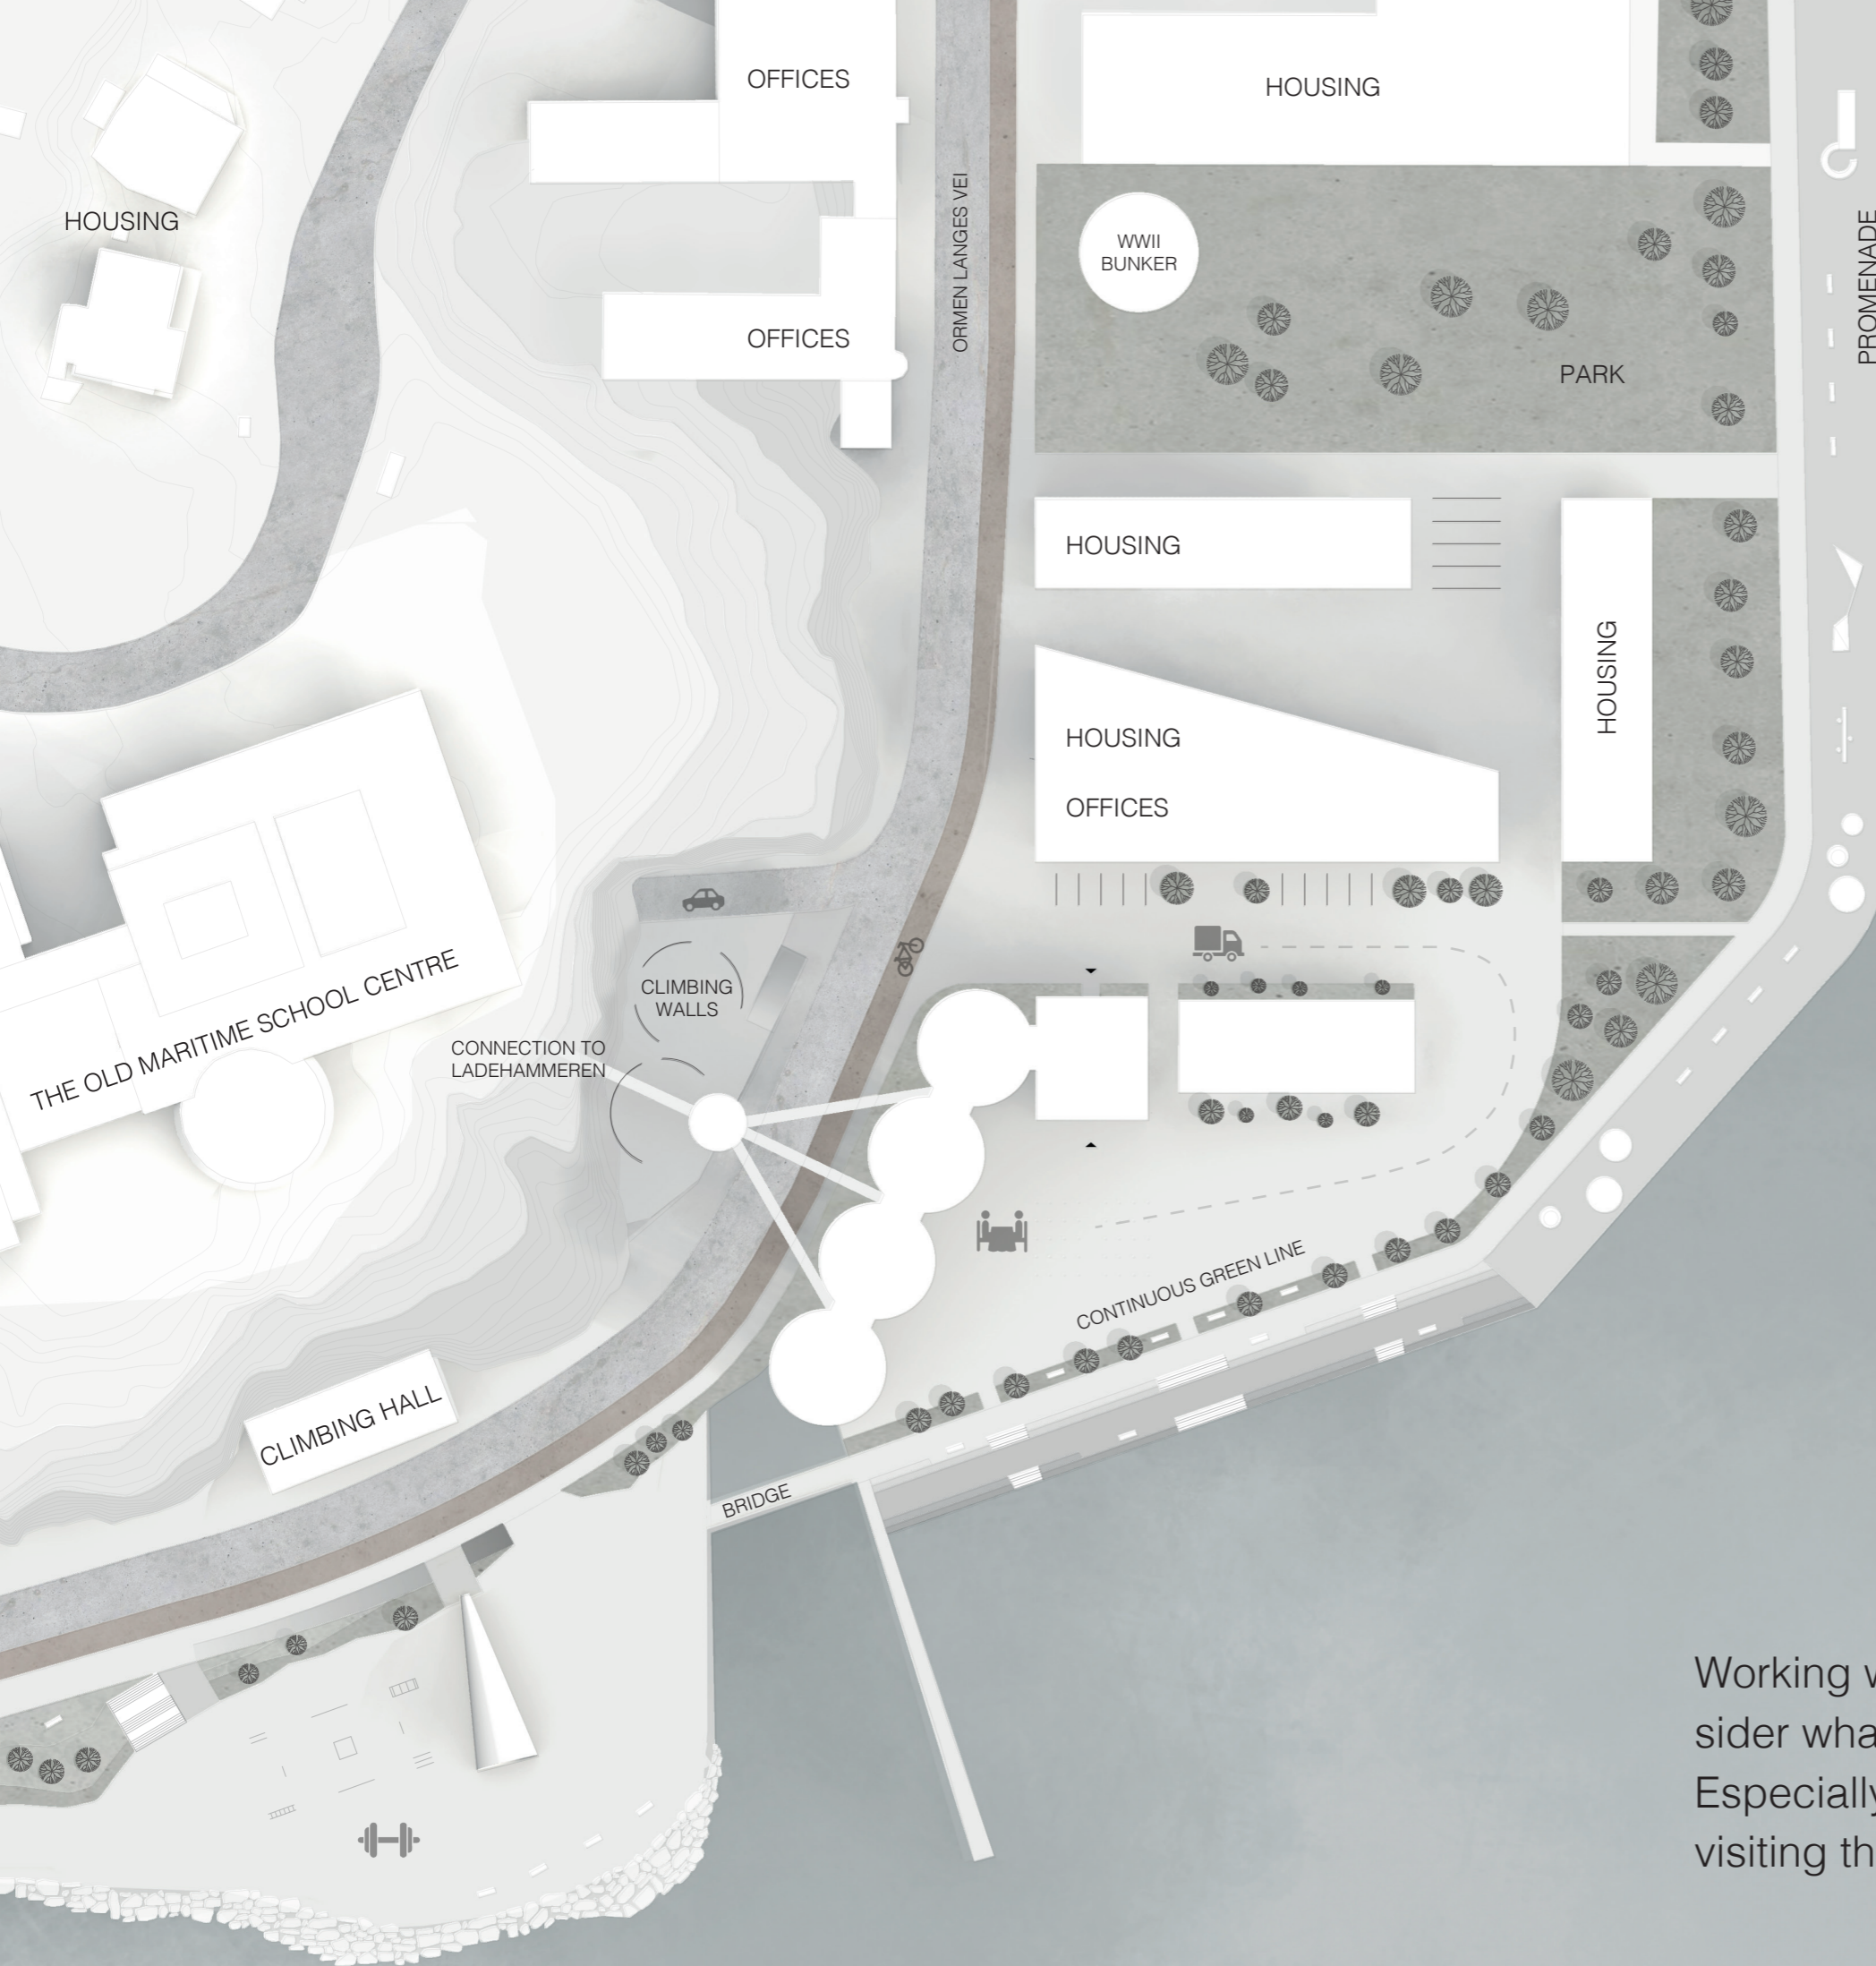 OFFICES
HOUSING
HOUSING
ORMEN LANGES VEI
WWII
BUNKER
PROMENADE
OFFICES
PARK
HOUSING
HOUSING
HOUSING
OFFICES
THE OLD MARITIME SCHOOL CENTRE
CLIMBING
WALLS
CONNECTION TO
LADEHAMMEREN
CONTINUOUS GREEN LINE
CLIMBING HALL
BRIDGE
Working
sider wha
Especially
visiting th